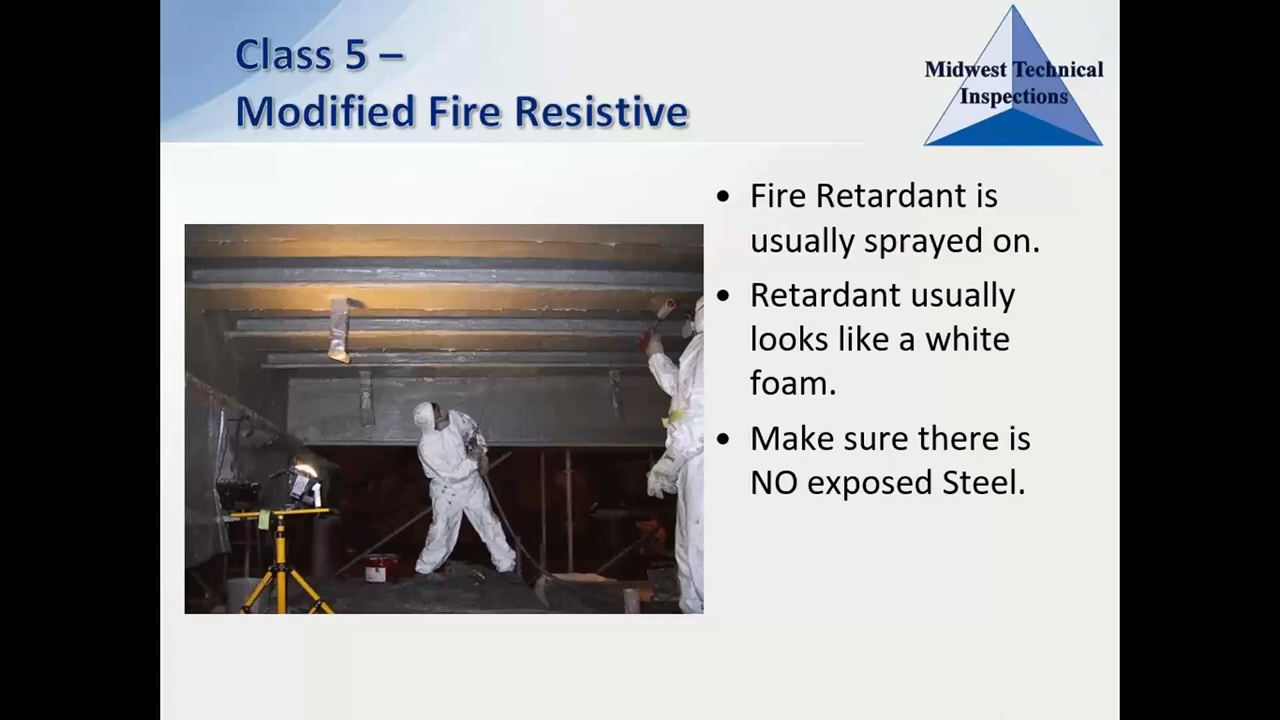 Class 5 –
Modified Fire Resistive
Midwest Technical
Inspections
• Fire Retardant is
usually sprayed on.
• Retardant usually
looks like a white
foam.
• Make sure there is
NO exposed Steel.